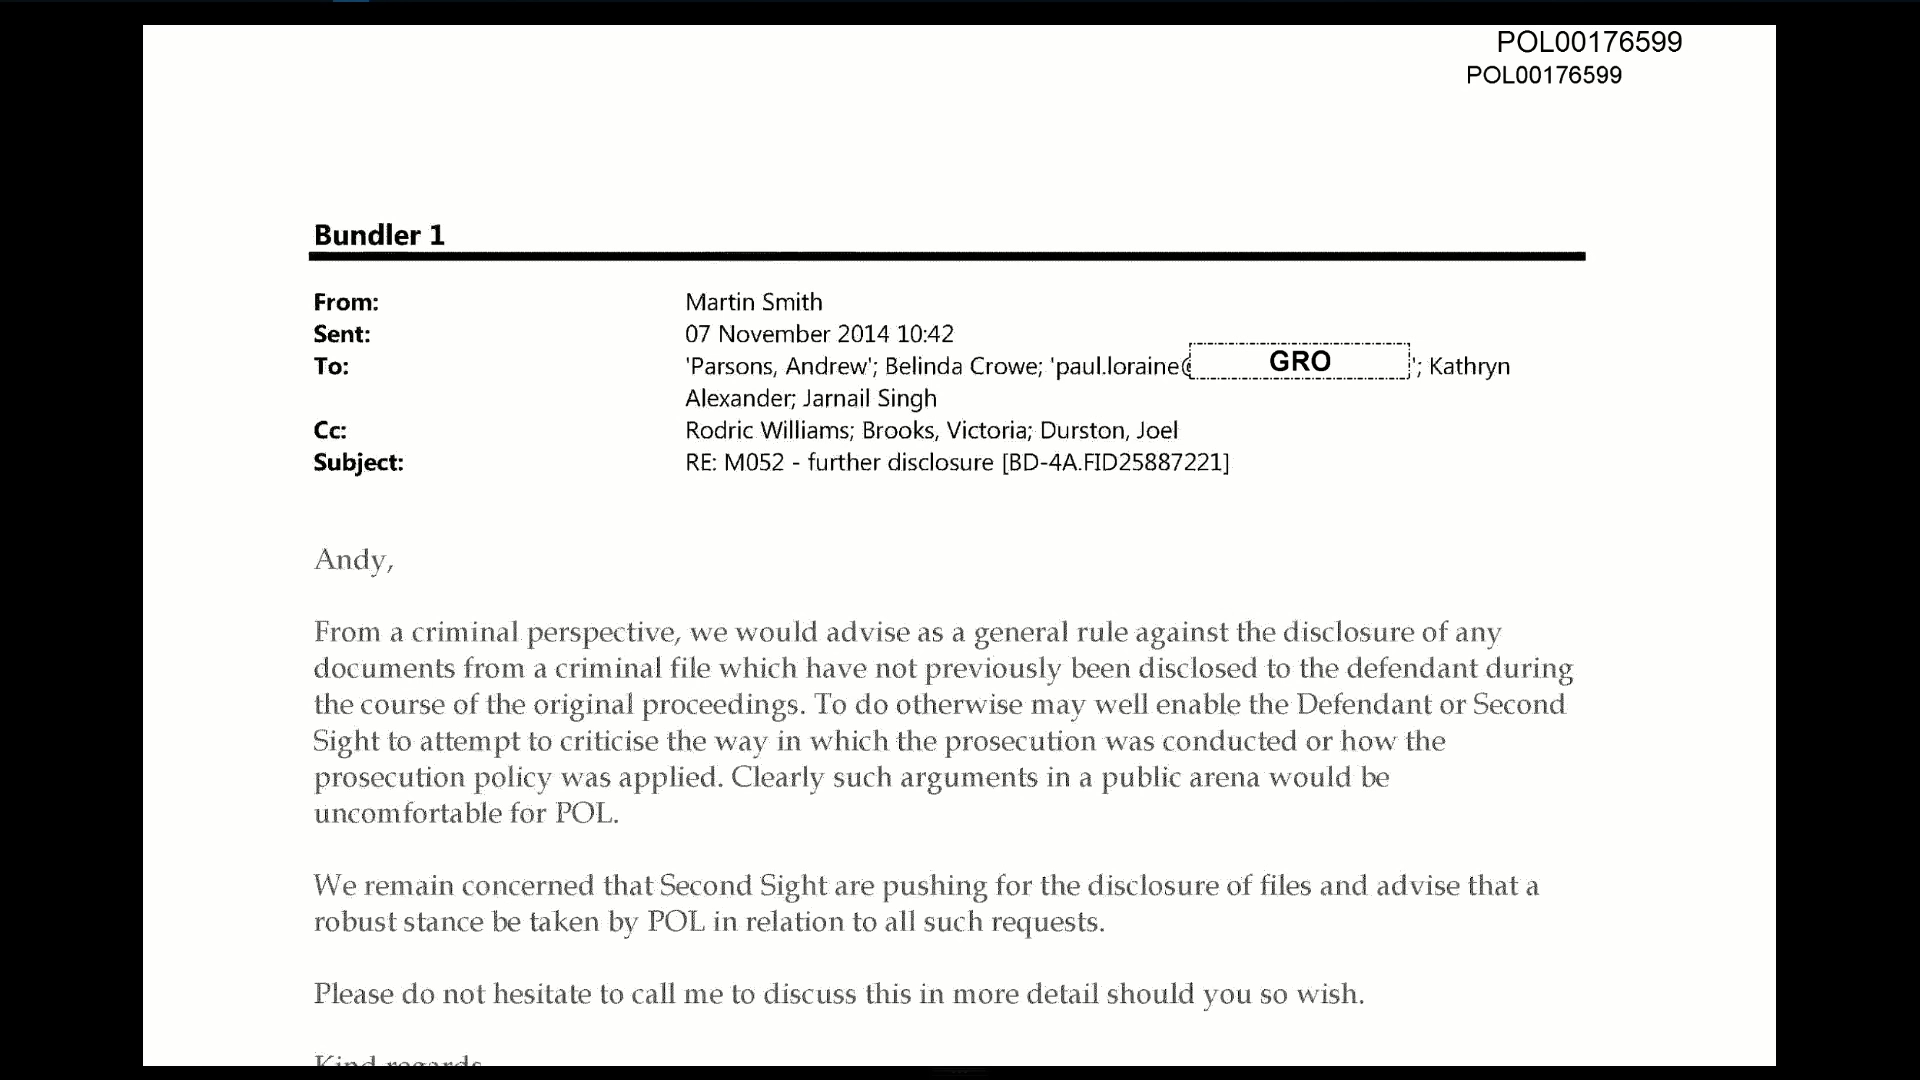 POL00176599
POL00176599
Bundler 1
From: Martin Smith
Sent: 07 November 2014 10:42
To: 'Parsons, Andrew'; Belinda Crowe; 'paul.loraine@ GRO '; Kathryn
Alexander; Jarnail Singh
Cc: Rodric Williams; Brooks, Victoria; Durston, Joel
Subject: RE: M052 - further disclosure [BD-4A.FID25887221]
Andy,
From a criminal perspective, we would advise as a general rule against the disclosure of any
documents from a criminal file which have not previously been disclosed to the defendant during
the course of the original proceedings. To do otherwise may well enable the Defendant or Second
Sight to attempt to criticise the way in which the prosecution was conducted or how the
prosecution policy was applied. Clearly such arguments in a public arena would be
uncomfortable for POL.
We remain concerned that Second Sight are pushing for the disclosure of files and advise that a
robust stance be taken by POL in relation to all such requests.
Please do not hesitate to call me to discuss this in more detail should you so wish.
Kind regards